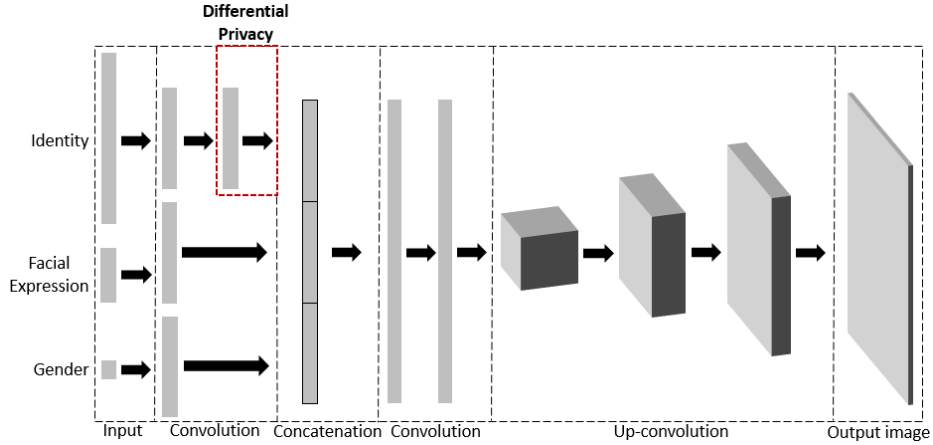 Differential
Privacy
Identity
Facial
Expression
Gender
Input
Convolution
Concatenation
Convolution
Up-convolution
Output image